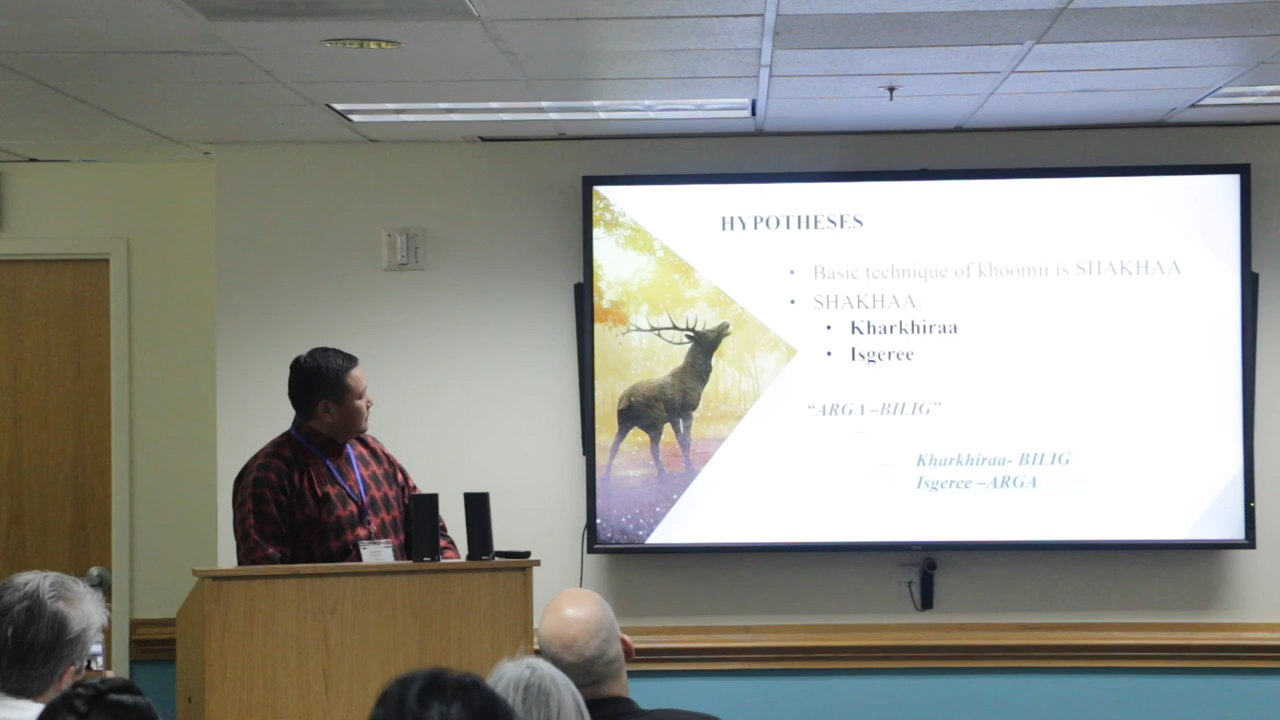 HYPOTHESES
• Basic technique of khoomii is SHAKHAA
• SHAKHAA:
• Kharkhiraa
• Isgeree
“ARGA –BILIG”
Kharkhiraa- BILIG
Isgeree –ARGA